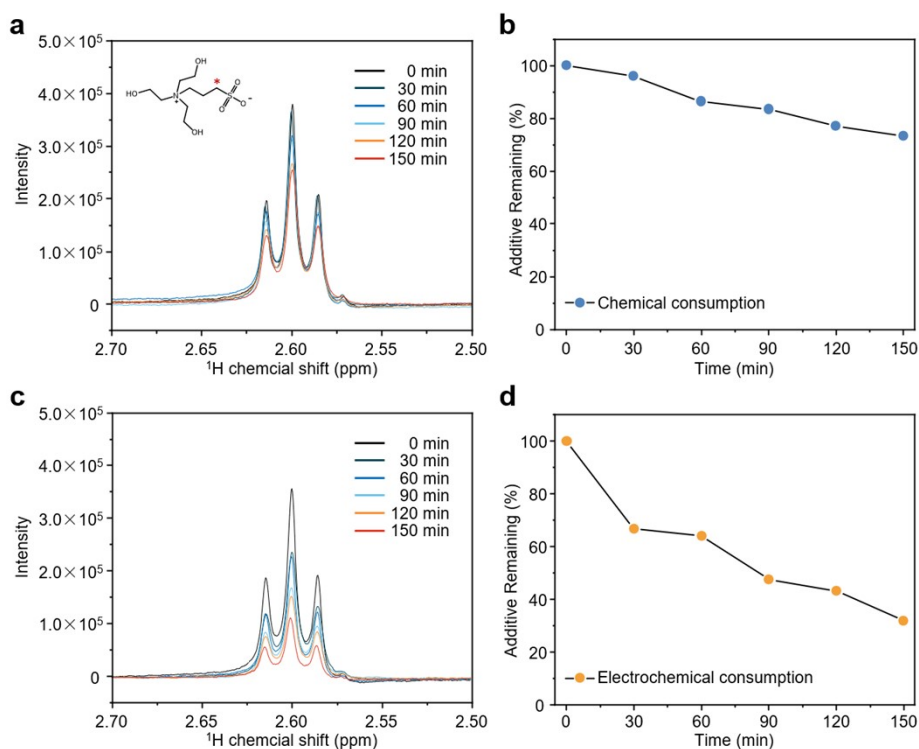 a
5.0×10⁵
4.0×10⁵
3.0×10⁵
2.0×10⁵
1.0×10⁵
0
Intensity
OH
HO
N
+
OH
*
O
S
O
O
-
0 min
30 min
60 min
90 min
120 min
150 min
2.70
2.65
2.60
2.55
2.50
¹H chemcial shift (ppm)
b
100
80
60
40
20
0
Additive Remaining (%)
Chemical consumption
0
30
60
90
120
150
Time (min)
c
5.0×10⁵
4.0×10⁵
3.0×10⁵
2.0×10⁵
1.0×10⁵
0
Intensity
0 min
30 min
60 min
90 min
120 min
150 min
2.70
2.65
2.60
2.55
2.50
¹H chemcial shift (ppm)
d
100
80
60
40
20
0
Additive Remaining (%)
Electrochemical consumption
0
30
60
90
120
150
Time (min)